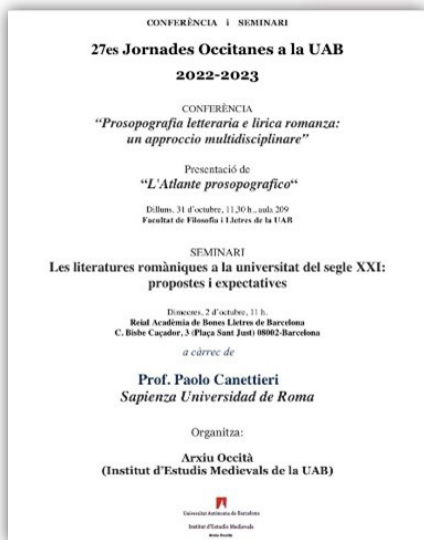 CONFERÈNCIA i SEMINARI
27es Jornades Occitanes a la UAB
2022-2023
CONFERÈNCIA
“Prosopografia letteraria e lirica romanza:
un approccio multidisciplinare”
Presentació de
“L'Atlante prosopografico“
Dilluns, 31 d'octubre, 11,30 h., aula 209
Facultat de Filosofia i Lletres de la UAB
SEMINARI
Les literatures romàniques a la universitat del segle XXI:
propostes i expectatives
Dimecres, 2 d'octubre, 11 h.
Reial Acadèmia de Bones Lletres de Barcelona
C. Bisbe Caçador, 3 (Plaça Sant Just) 08002-Barcelona
a càrrec de
Prof. Paolo Canettieri
Sapienza Universidad de Roma
Organitza:
Arxiu Occità
(Institut d'Estudis Medievals de la UAB)
Universitat Autònoma de Barcelona
Institut d'Estudis Medievals
Arxiu Occità